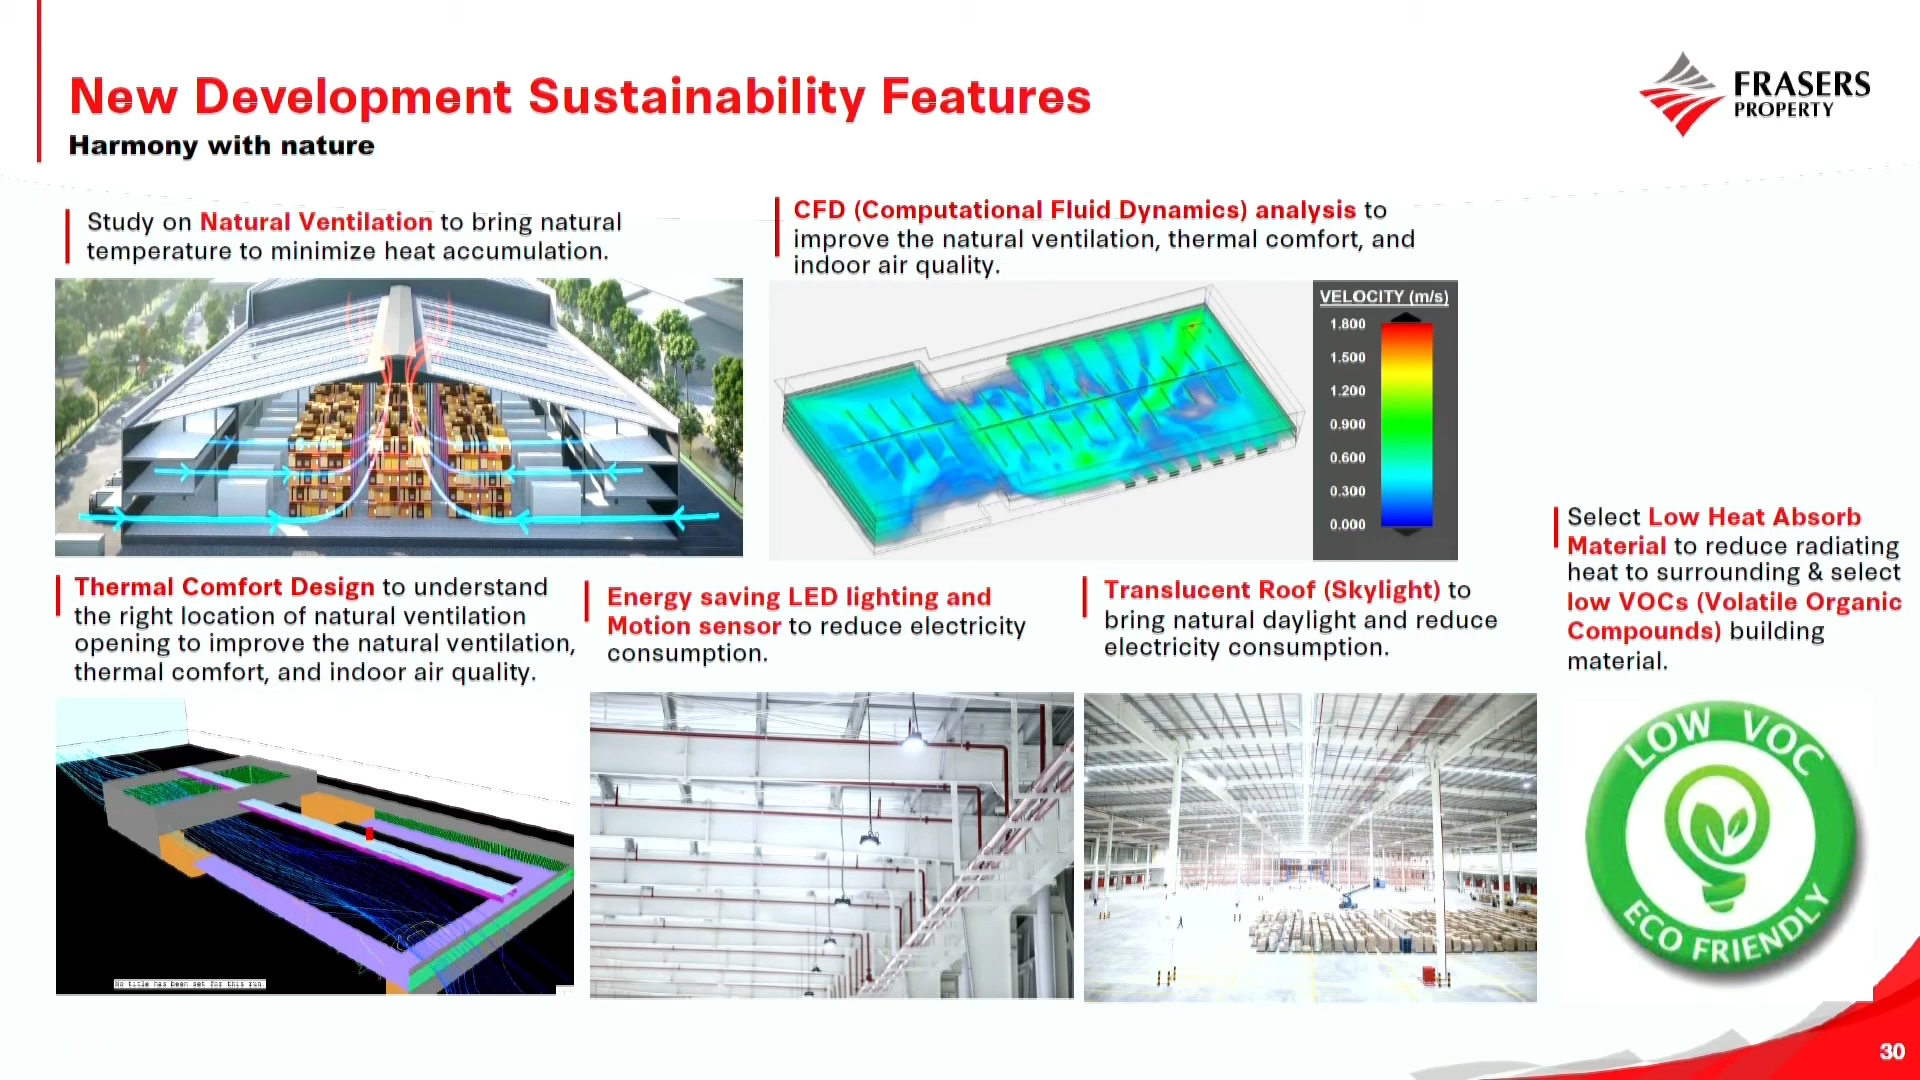 New Development Sustainability Features
Harmony with nature
FRASERS
PROPERTY
Study on Natural Ventilation to bring natural
temperature to minimize heat accumulation.
CFD (Computational Fluid Dynamics) analysis to
improve the natural ventilation, thermal comfort, and
indoor air quality.
VELOCITY (m/s)
1.800
1.500
1.200
0.900
0.600
0.300
0.000
Select Low Heat Absorb
Material to reduce radiating
heat to surrounding & select
low VOCs (Volatile Organic
Compounds) building
material.
Thermal Comfort Design to understand
the right location of natural ventilation
opening to improve the natural ventilation,
thermal comfort, and indoor air quality.
Energy saving LED lighting and
Motion sensor to reduce electricity
consumption.
Translucent Roof (Skylight) to
bring natural daylight and reduce
electricity consumption.
No title has been set for this run.
LOW VOC
ECO FRIENDLY
30